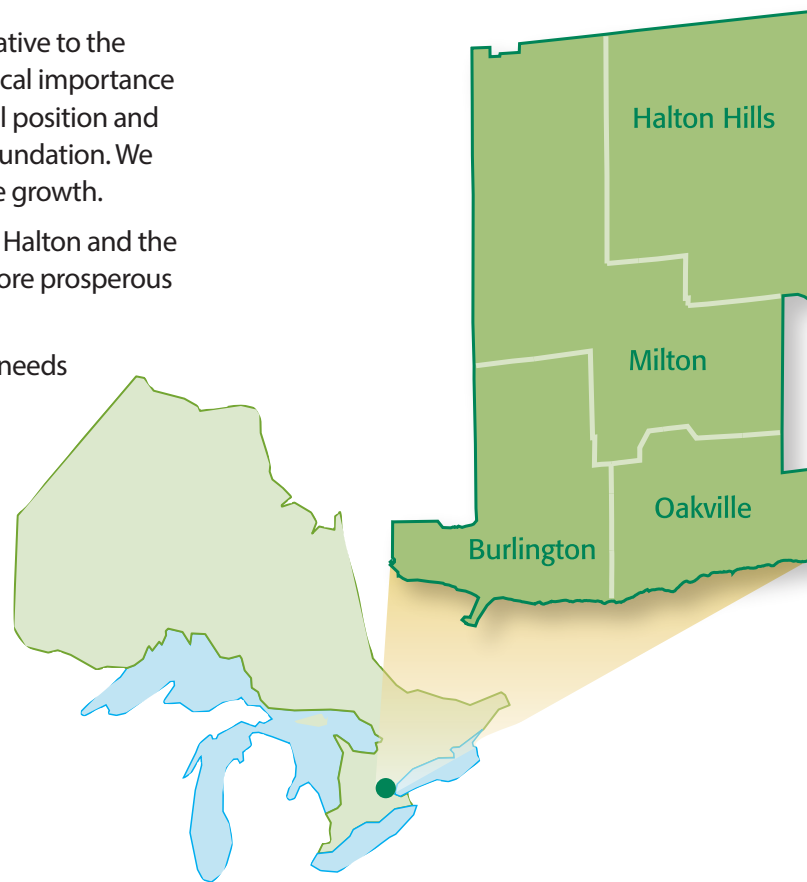 ative to the
cal importance
l position and
undation. We
e growth.
Halton and the
ore prosperous
needs
Halton Hills
Milton
Oakville
Burlington